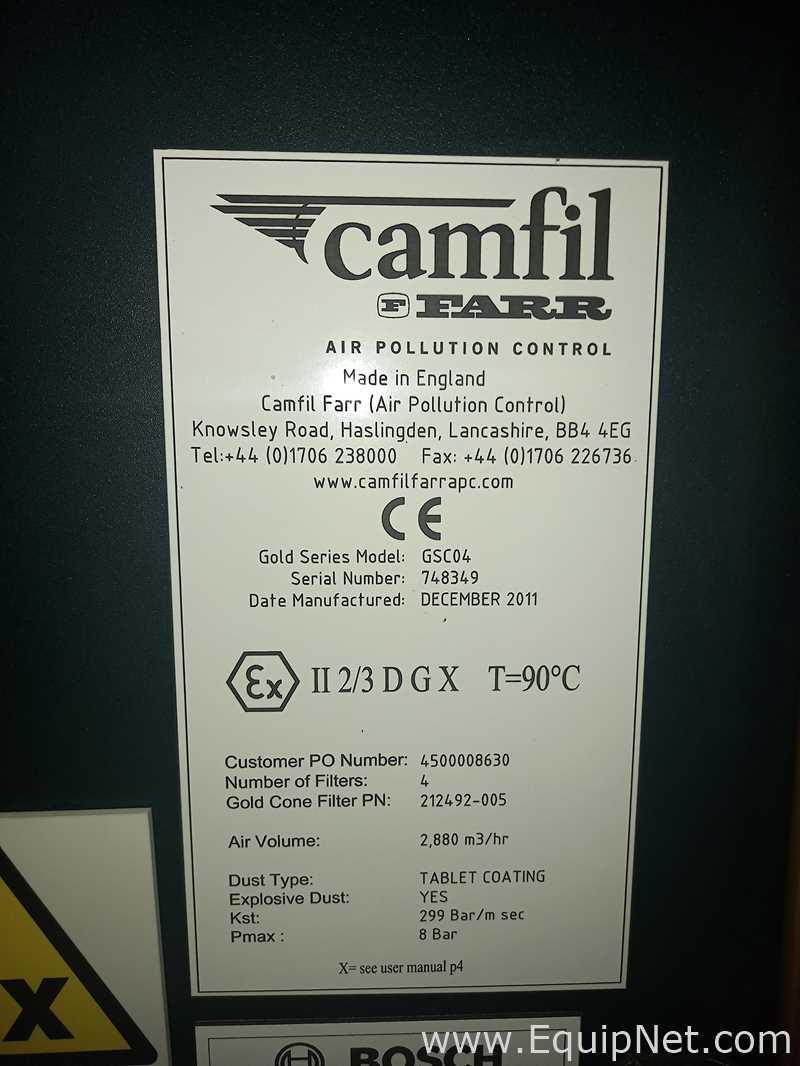 camfil
F FARR
AIR POLLUTION CONTROL
Made in England
Camfil Farr (Air Pollution Control)
Knowsley Road, Haslingden, Lancashire, BB4 4EG
Tel:+44 (0)1706 238000 Fax: +44 (0)1706 226736
www.camfilfarrapc.com
CE
Gold Series Model: GSC04
Serial Number: 748349
Date Manufactured: DECEMBER 2011
Ex II 2/3 D G X T=90°C
Customer PO Number: 4500008630
Number of Filters: 4
Gold Cone Filter PN: 212492-005
Air Volume: 2,880 m3/hr
Dust Type: TABLET COATING
Explosive Dust: YES
Kst: 299 Bar/m sec
Pmax : 8 Bar
X= see user manual p4
x
BOSCH
www.EquipNet.com